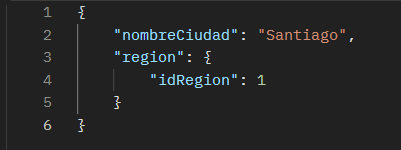 1 {
2     "nombreCiudad": "Santiago",
3     "region": {
4         "idRegion": 1
5     }
6 }